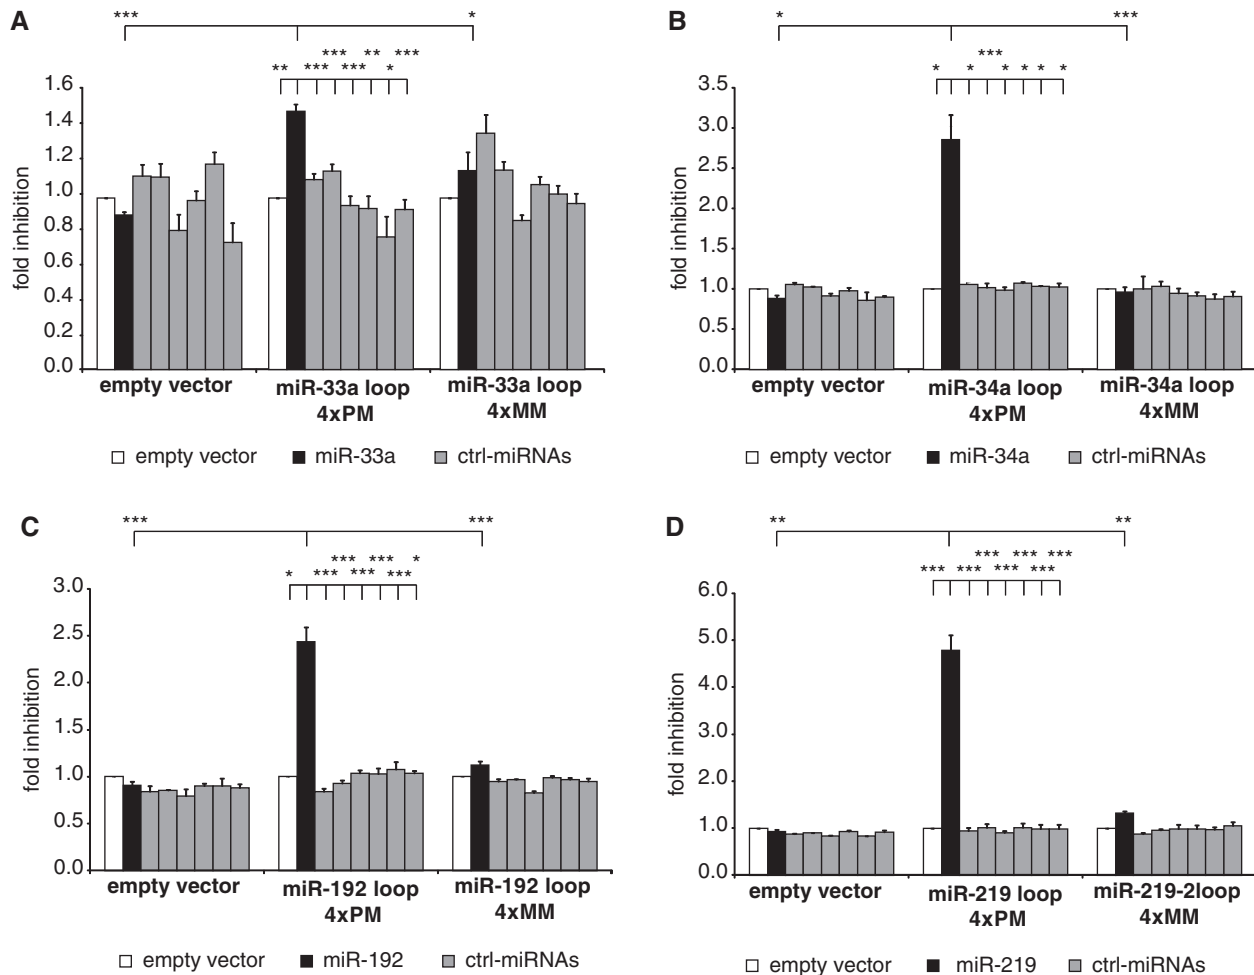 A
*** *
*** *** ** ***
** *** *** *
fold inhibition
1.6
1.4
1.2
1.0
0.8
0.6
0.4
0.2
0.0
empty vector miR-33a loop 4xPM miR-33a loop 4xMM
empty vector miR-33a ctrl-miRNAs
B
* ***
***
* * * * * *
fold inhibition
3.5
3.0
2.5
2.0
1.5
1.0
0.5
0.0
empty vector miR-34a loop 4xPM miR-34a loop 4xMM
empty vector miR-34a ctrl-miRNAs
C
*** ***
*** *** *
* *** *** ***
fold inhibition
3.0
2.5
2.0
1.5
1.0
0.5
0.0
empty vector miR-192 loop 4xPM miR-192 loop 4xMM
empty vector miR-192 ctrl-miRNAs
D
** **
*** *** ***
*** *** *** ***
fold inhibition
6.0
5.0
4.0
3.0
2.0
1.0
0.0
empty vector miR-219 loop 4xPM miR-219-2loop 4xMM
empty vector miR-219 ctrl-miRNAs